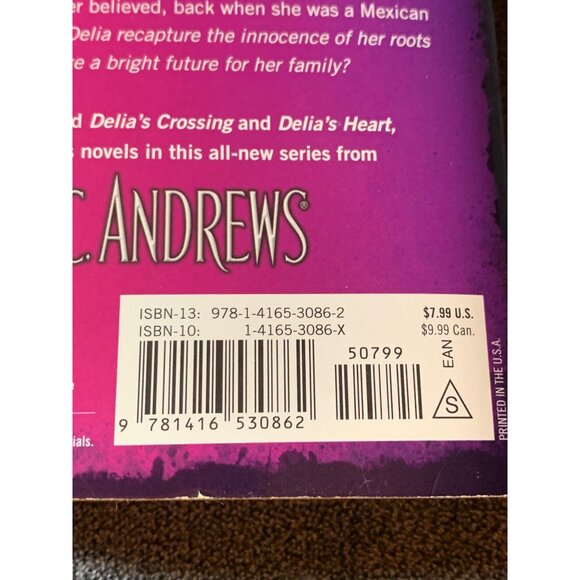 believed, back when she was a Mexican
Delia recapture the innocence of her roots
a bright future for her family?
Delia's Crossing and Delia's Heart,
novels in this all-new series from
C. ANDREWS®
ISBN-13: 978-1-4165-3086-2 $7.99 U.S.
ISBN-10: 1-4165-3086-X $9.99 Can.
50799
EAN
S
9 781416 530862
PRINTED IN THE U.S.A.